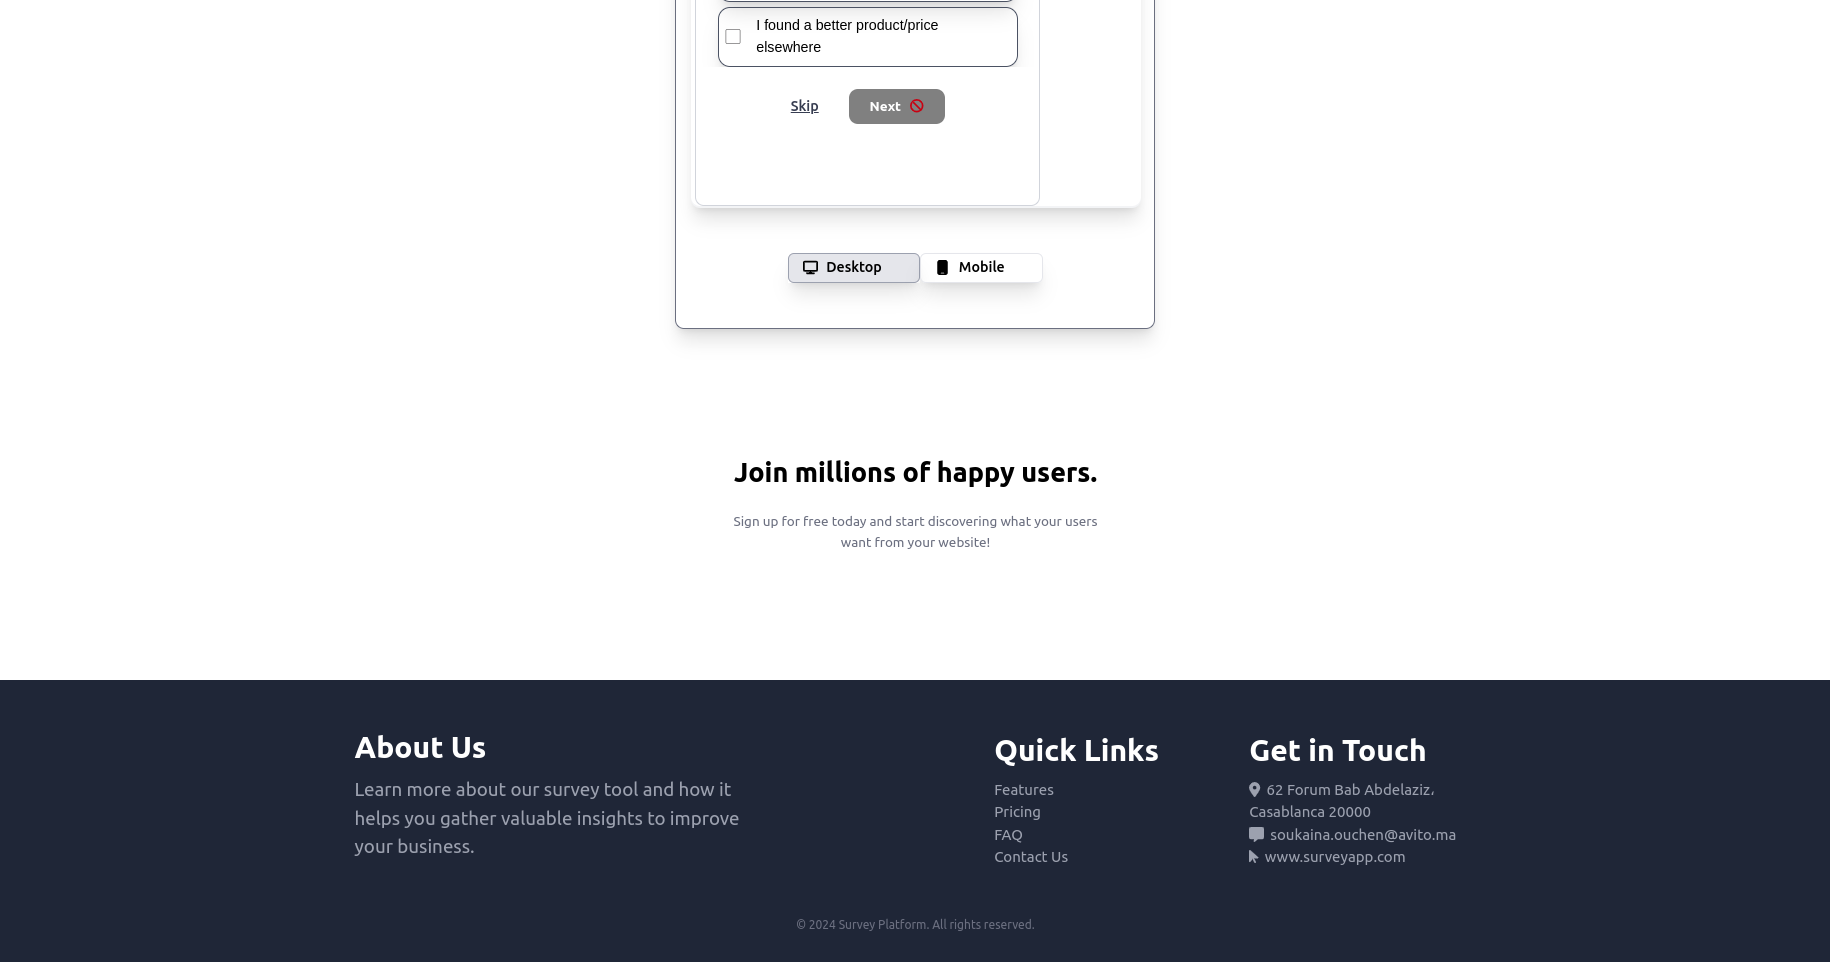 I found a better product/price
elsewhere
Skip
Next
Desktop
Mobile
Join millions of happy users.
Sign up for free today and start discovering what your users
want from your website!
About Us
Learn more about our survey tool and how it
helps you gather valuable insights to improve
your business.
Quick Links
Features
Pricing
FAQ
Contact Us
Get in Touch
62 Forum Bab Abdelaziz,
Casablanca 20000
soukaina.ouchen@avito.ma
www.surveyapp.com
© 2024 Survey Platform. All rights reserved.